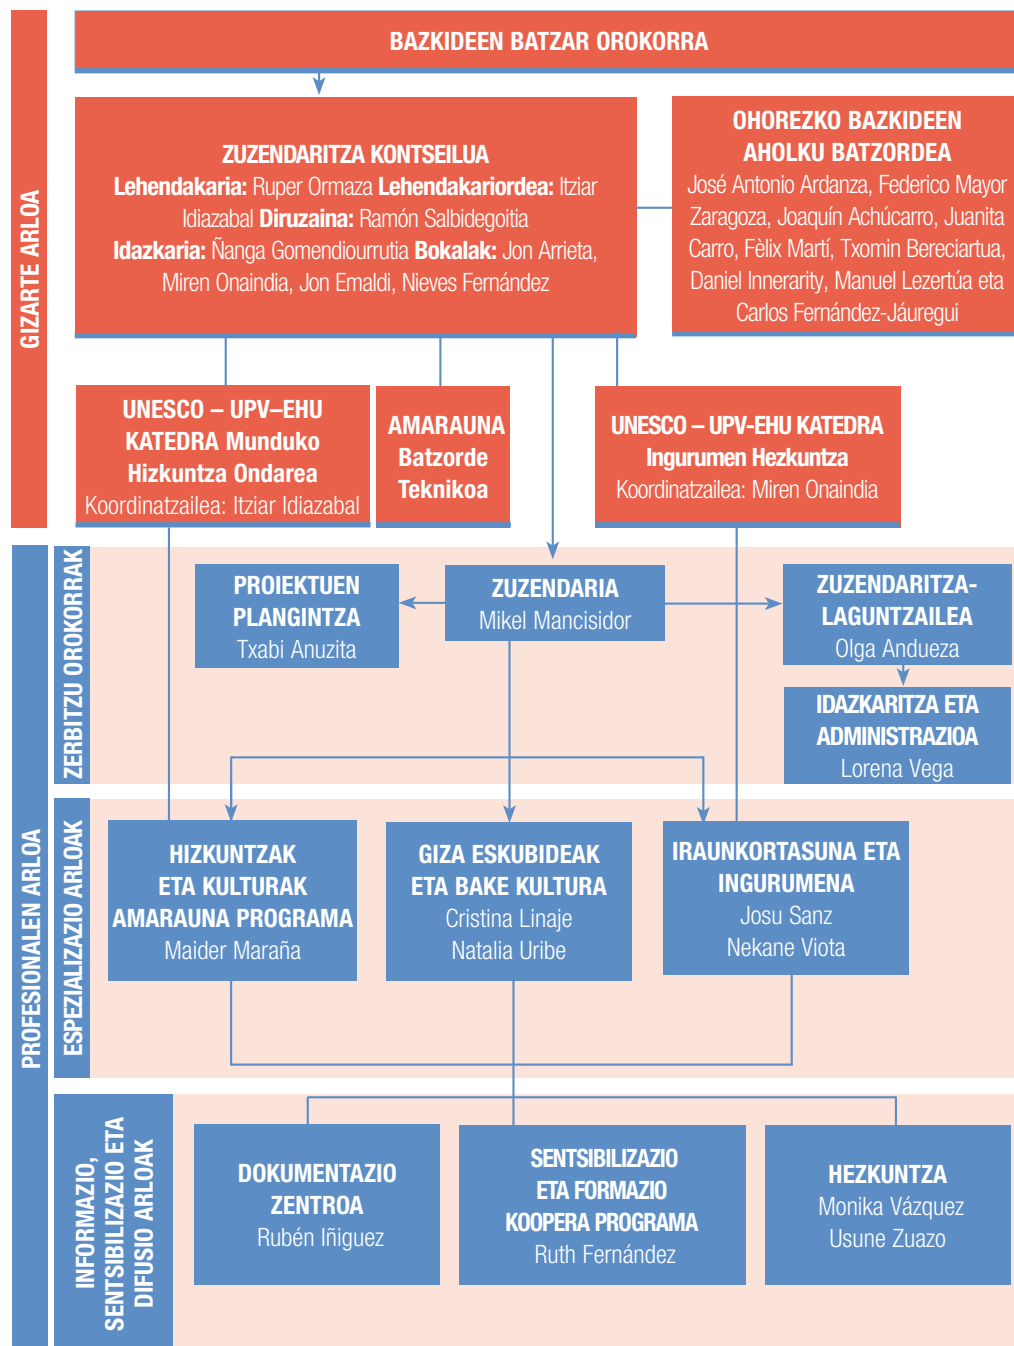 GIZARTE ARLOA
BAZKIDEEN BATZAR OROKORRA
ZUZENDARITZA KONTSEILUA
Lehendakaria: Ruper Ormaza Lehendakariordea: Itziar
Idiazabal Diruzaina: Ramón Salbidegoitia
Idazkaria: Ñanga Gomendiourrutia Bokalak: Jon Arrieta,
Miren Onaindia, Jon Emaldi, Nieves Fernández
OHOREZKO BAZKIDEEN
AHOLKU BATZORDEA
José Antonio Ardanza, Federico Mayor
Zaragoza, Joaquín Achúcarro, Juanita
Carro, Fèlix Martí, Txomin Bereciartua,
Daniel Innerarity, Manuel Lezertúa eta
Carlos Fernández-Jáuregui
UNESCO – UPV–EHU
KATEDRA Munduko
Hizkuntza Ondarea
Koordinatzailea: Itziar Idiazabal
AMARAUNA
Batzorde
Teknikoa
UNESCO – UPV-EHU KATEDRA
Ingurumen Hezkuntza
Koordinatzailea: Miren Onaindia
PROFESIONALEN ARLOA
ZERBITZU OROKORRAK
PROIEKTUEN
PLANGINTZA
Txabi Anuzita
ZUZENDARIA
Mikel Mancisidor
ZUZENDARITZA-
LAGUNTZAILEA
Olga Andueza
IDAZKARITZA ETA
ADMINISTRAZIOA
Lorena Vega
ESPEZIALIZAZIO ARLOAK
HIZKUNTZAK
ETA KULTURAK
AMARAUNA PROGRAMA
Maider Maraña
GIZA ESKUBIDEAK
ETA BAKE KULTURA
Cristina Linaje
Natalia Uribe
IRAUNKORTASUNA ETA
INGURUMENA
Josu Sanz
Nekane Viota
INFORMAZIO,
SENTSIBILIZAZIO ETA
DIFUSIO ARLOAK
DOKUMENTAZIO
ZENTROA
Rubén Iñiguez
SENTSIBILIZAZIO
ETA FORMAZIO
KOOPERA PROGRAMA
Ruth Fernández
HEZKUNTZA
Monika Vázquez
Usune Zuazo